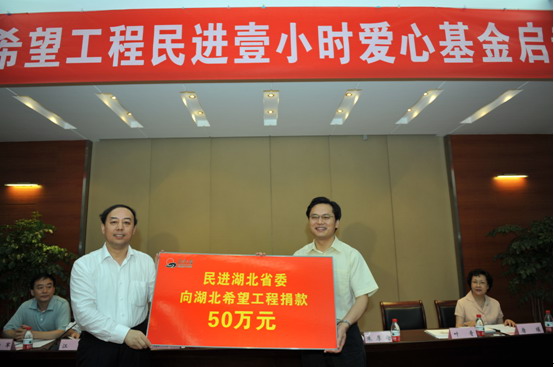 希望工程民进壹小时爱心基金启
民进湖北省委
向湖北希望工程捐款
50万元